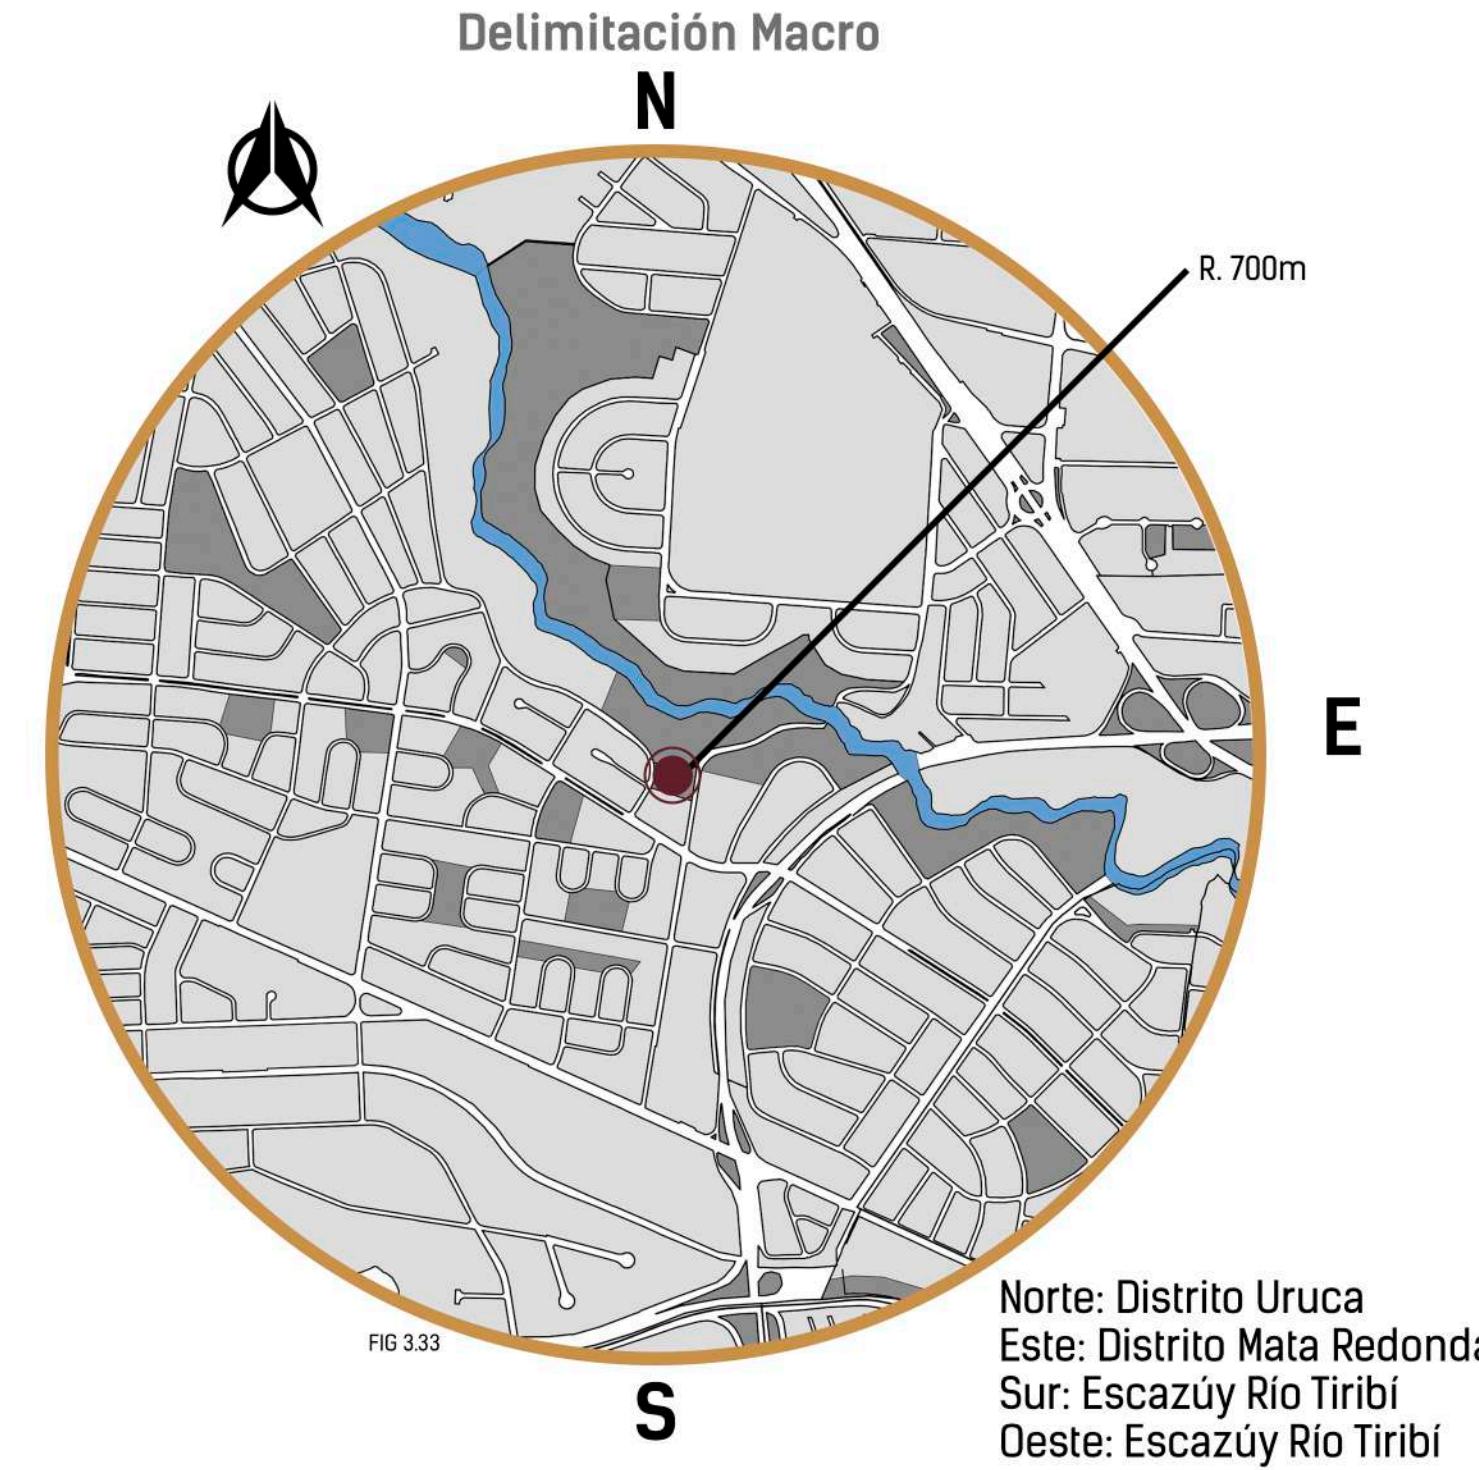 Delimitación Macro
N
R. 700m
E
Norte: Distrito Uruca
Este: Distrito Mata Redonda
Sur: Escazúy Río Tiribí
Oeste: Escazúy Río Tiribí
FIG 3.33
S